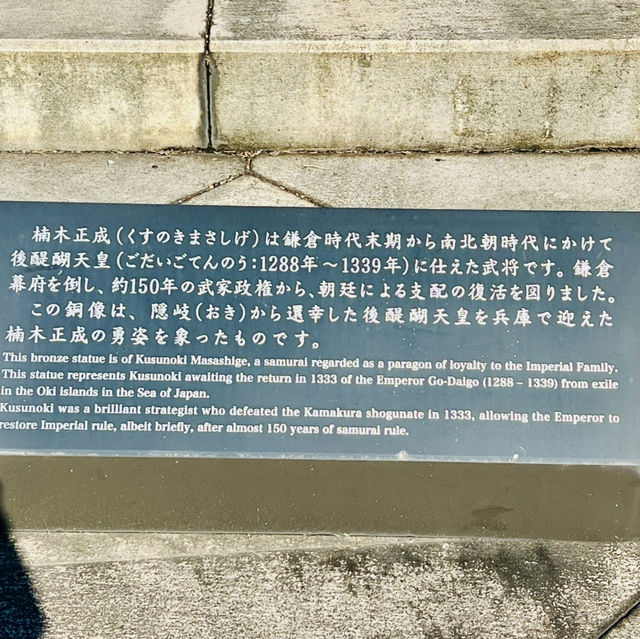 楠木正成(くすのきまさしげ)は鎌倉時代末期から南北朝時代にかけて
後醍醐天皇(ごだいごてんのう:1288年～1339年)に仕えた武将です。鎌倉
幕府を倒し、約150年の武家政権から、朝廷による支配の復活を図りました。
この銅像は、隠岐(おき)から還幸した後醍醐天皇を兵庫で迎えた
楠木正成の勇姿を象ったものです。
This bronze statue is of Kusunoki Masashige, a samurai regarded as a paragon of loyalty to the Imperial Family.
This statue represents Kusunoki awaiting the return in 1333 of the Emperor Go-Daigo (1288 – 1339) from exile
in the Oki islands in the Sea of Japan.
Kusunoki was a brilliant strategist who defeated the Kamakura shogunate in 1333, allowing the Emperor to
restore Imperial rule, albeit briefly, after almost 150 years of samurai rule.